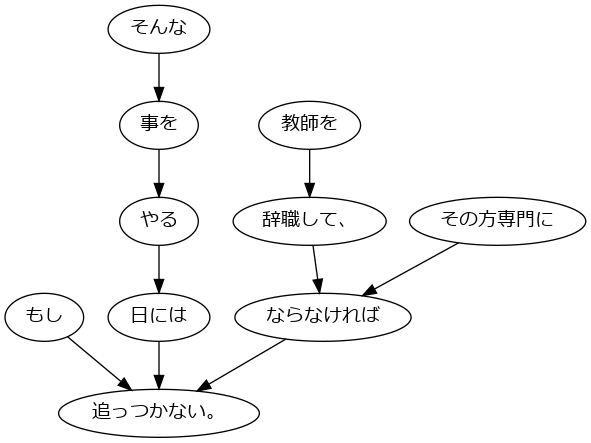 そんな
事を
教師を
やる
辞職して、
その方専門に
もし
日には
ならなければ
追っつかない。